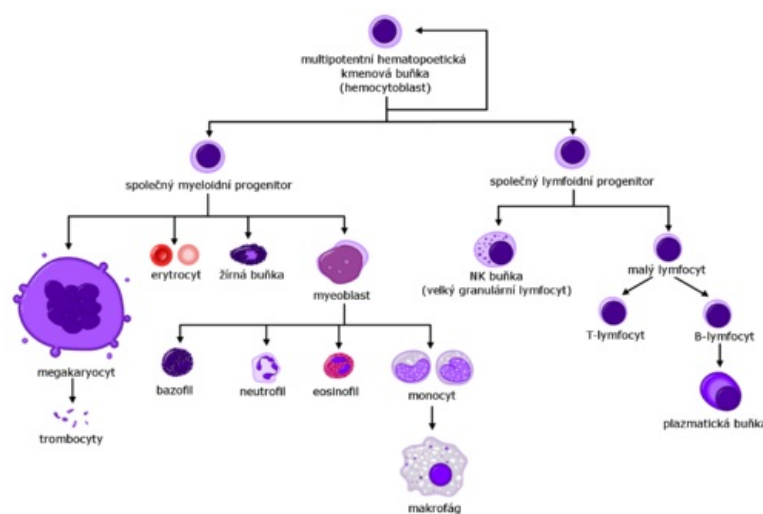 multipotentní hematopoetická
kmenová buňka
(hemocytoblast)
společný myeloidní progenitor
společný lymfoidní progenitor
erytrocyt
žírná buňka
myeoblast
NK buňka
(velký granulární lymfocyt)
malý lymfocyt
megakaryocyt
bazofil
neutrofil
eosinofil
monocyt
T-lymfocyt
B-lymfocyt
trombocyty
plazmatická buňka
makrofág